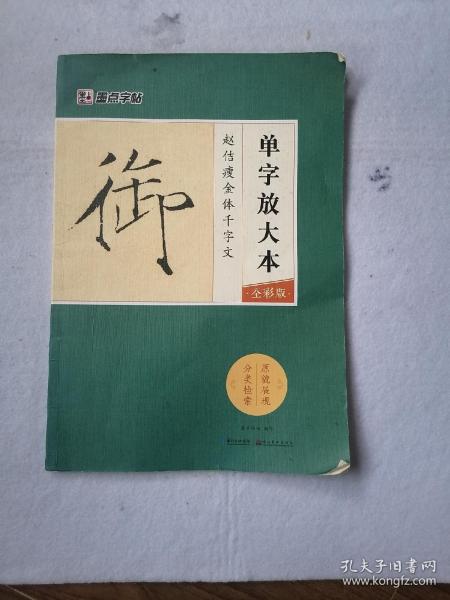 墨点字帖
单字放大本
·全彩版·
赵佶瘦金体千字文
御
原貌展现
分类检索
孔夫子旧书网
www.kongfz.com